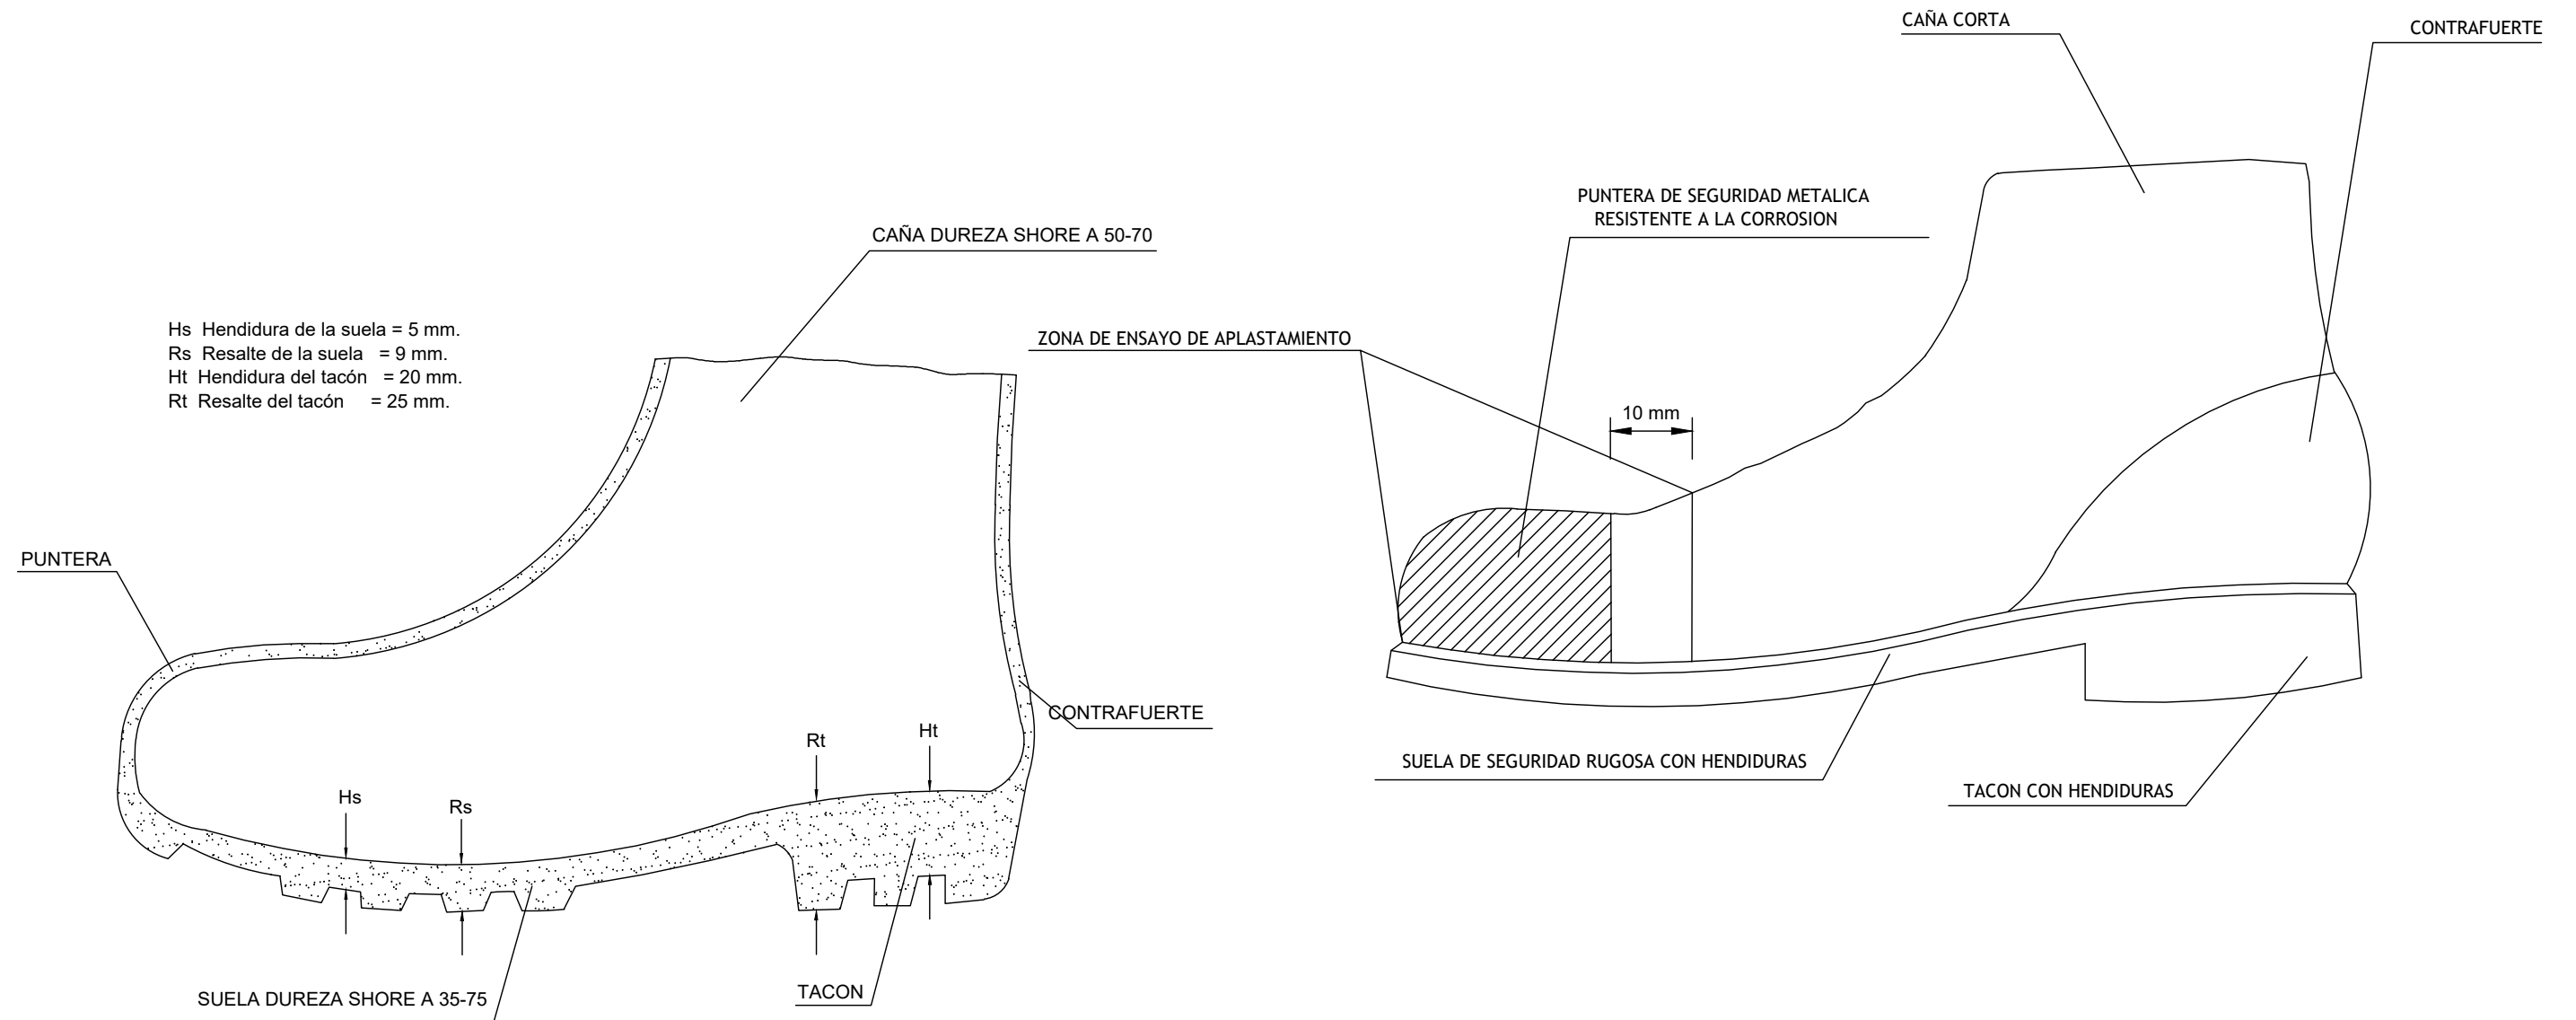 CAÑA CORTA
CONTRAFUERTE
PUNTERA DE SEGURIDAD METALICA
RESISTENTE A LA CORROSION
CAÑA DUREZA SHORE A 50-70
Hs Hendidura de la suela = 5 mm.
Rs Resalte de la suela = 9 mm.
Ht Hendidura del tacón = 20 mm.
Rt Resalte del tacón = 25 mm.
ZONA DE ENSAYO DE APLASTAMIENTO
10 mm
PUNTERA
CONTRAFUERTE
Rt
Ht
Hs
Rs
SUELA DE SEGURIDAD RUGOSA CON HENDIDURAS
TACON CON HENDIDURAS
SUELA DUREZA SHORE A 35-75
TACON